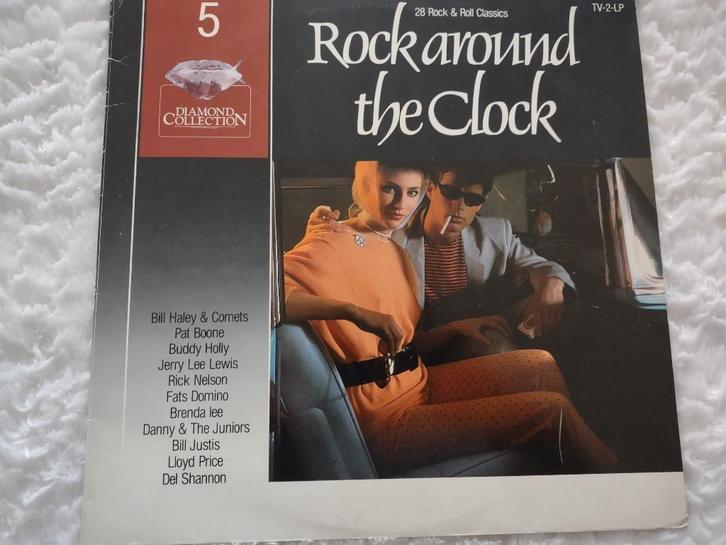 5
DIAMOND
COLLECTION
28 Rock & Roll Classics
TV-2-LP
Rock around
the Clock
Bill Haley & Comets
Pat Boone
Buddy Holly
Jerry Lee Lewis
Rick Nelson
Fats Domino
Brenda lee
Danny & The Juniors
Bill Justis
Lloyd Price
Del Shannon